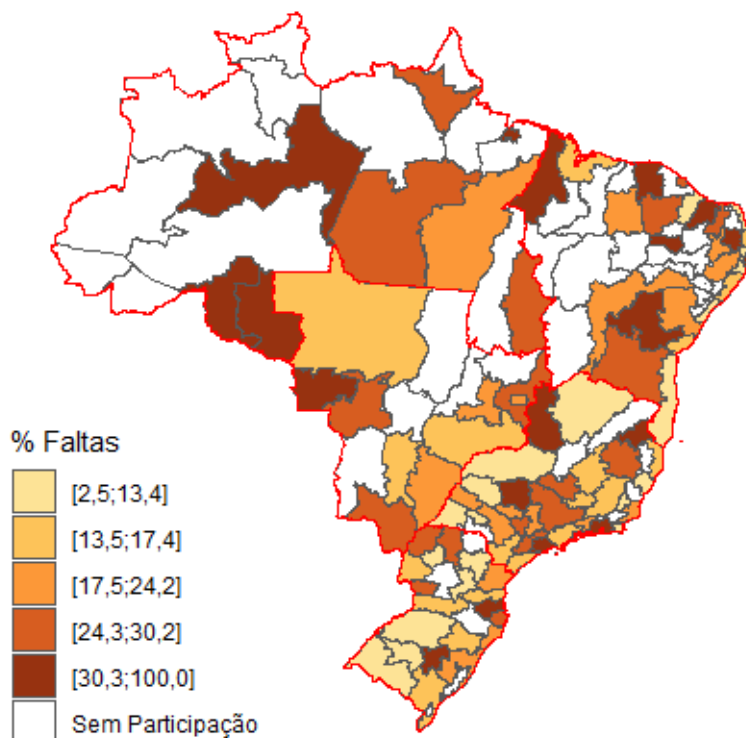 % Faltas
[2,5;13,4]
[13,5;17,4]
[17,5;24,2]
[24,3;30,2]
[30,3;100,0]
Sem Participação